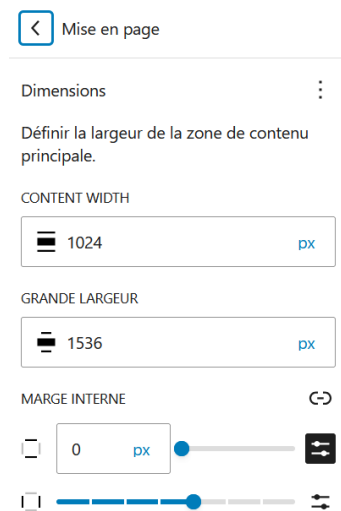 Mise en page
Dimensions
Définir la largeur de la zone de contenu
principale.
CONTENT WIDTH
1024 px
GRANDE LARGEUR
1536 px
MARGE INTERNE
0 px